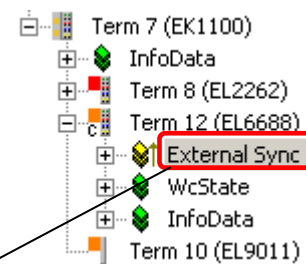 Term 7 (EK1100)
InfoData
Term 8 (EL2262)
Term 12 (EL6688)
C
External Sync
WcState
InfoData
Term 10 (EL9011)